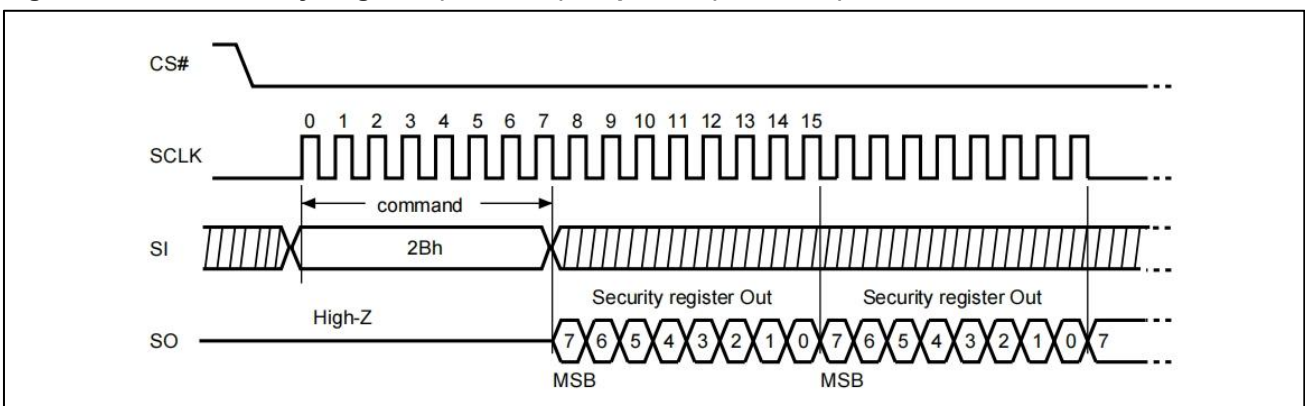 CS#
0 1 2 3 4 5 6 7 8 9 10 11 12 13 14 15
SCLK
command
SI
2Bh
Security register Out Security register Out
High-Z
SO
7 6 5 4 3 2 1 0 7 6 5 4 3 2 1 0 7
MSB MSB